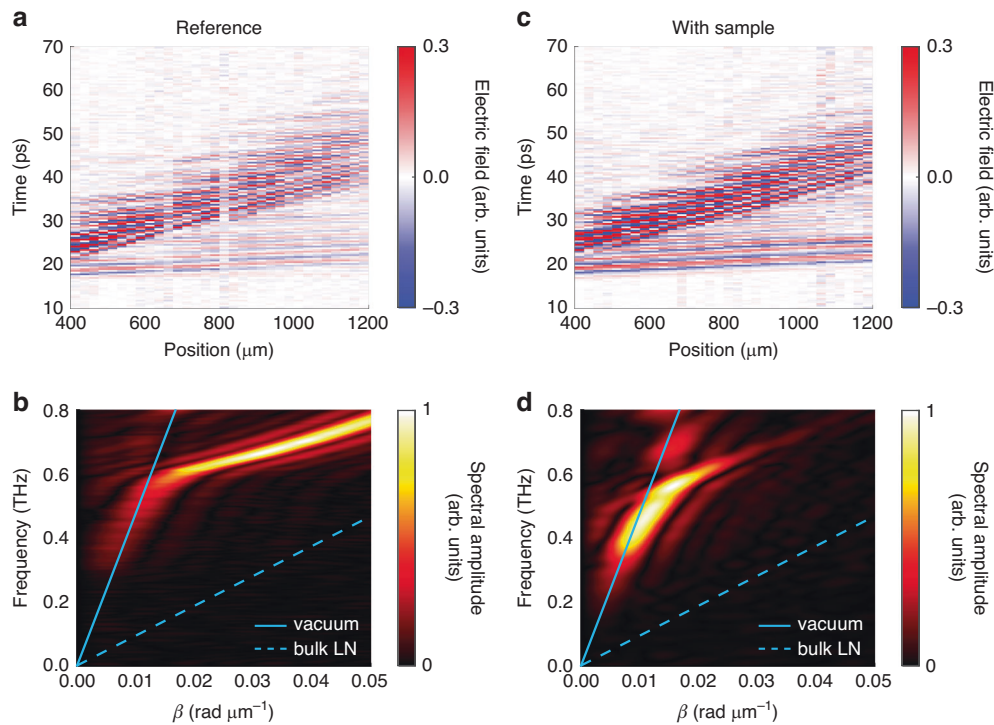 a
Reference
70
60
50
40
30
20
10
Time (ps)
400 600 800 1000 1200
Position (μm)
0.3
0.0
−0.3
Electric field (arb. units)
c
With sample
70
60
50
40
30
20
10
Time (ps)
400 600 800 1000 1200
Position (μm)
0.3
0.0
−0.3
Electric field (arb. units)
b
0.8
0.6
0.4
0.2
0.0
Frequency (THz)
0.00 0.01 0.02 0.03 0.04 0.05
β (rad μm⁻¹)
vacuum
bulk LN
1
0
Spectral amplitude
(arb. units)
d
0.8
0.6
0.4
0.2
0.0
Frequency (THz)
0.00 0.01 0.02 0.03 0.04 0.05
β (rad μm⁻¹)
vacuum
bulk LN
1
0
Spectral amplitude
(arb. units)